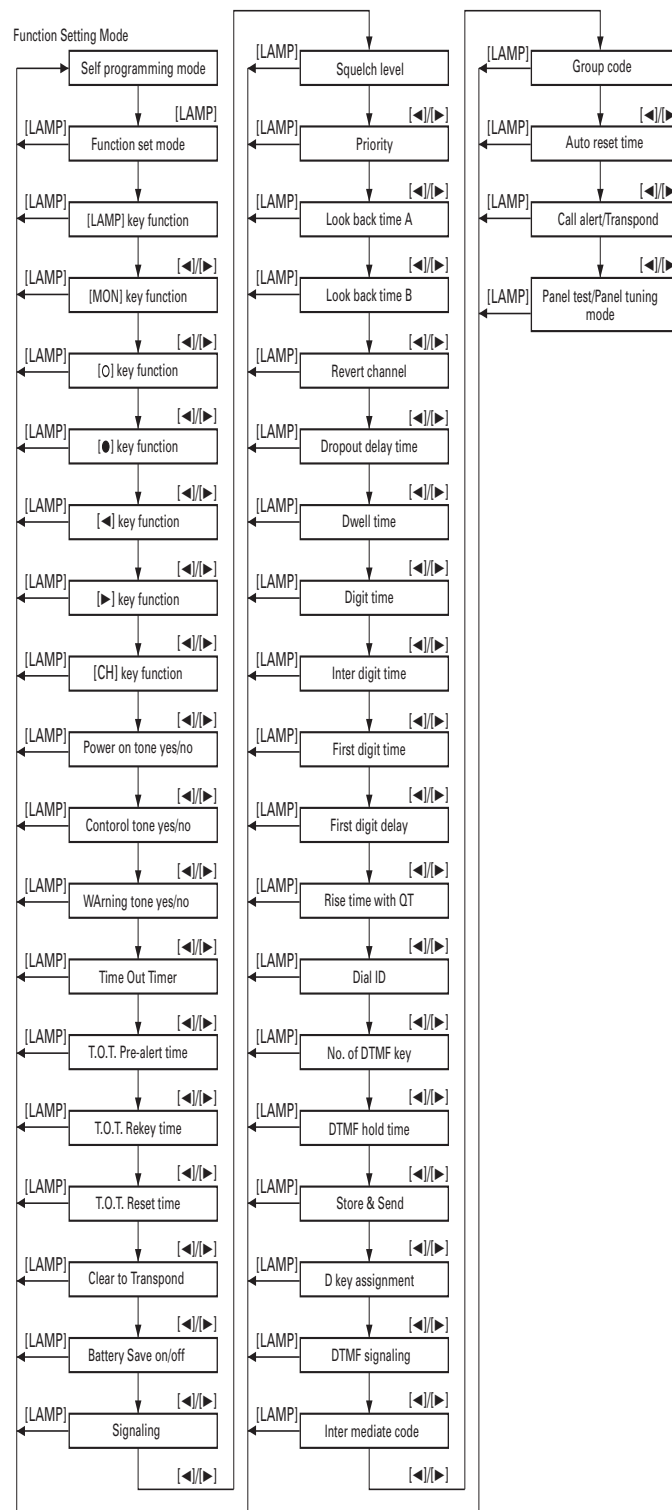 Function Setting Mode
Self programming mode
[LAMP]
[LAMP]
Function set mode
[LAMP]
[LAMP] key function
[◄]/[►]
[LAMP]
[MON] key function
[◄]/[►]
[LAMP]
[O] key function
[◄]/[►]
[LAMP]
[●] key function
[◄]/[►]
[LAMP]
[◄] key function
[◄]/[►]
[LAMP]
[►] key function
[◄]/[►]
[LAMP]
[CH] key function
[◄]/[►]
[LAMP]
Power on tone yes/no
[◄]/[►]
[LAMP]
Contorol tone yes/no
[◄]/[►]
[LAMP]
WArning tone yes/no
[◄]/[►]
[LAMP]
Time Out Timer
[◄]/[►]
[LAMP]
T.O.T. Pre-alert time
[◄]/[►]
[LAMP]
T.O.T. Rekey time
[◄]/[►]
[LAMP]
T.O.T. Reset time
[◄]/[►]
[LAMP]
Clear to Transpond
[◄]/[►]
[LAMP]
Battery Save on/off
[◄]/[►]
[LAMP]
Signaling
[◄]/[►]
[LAMP]
Squelch level
[◄]/[►]
[LAMP]
Priority
[◄]/[►]
[LAMP]
Look back time A
[◄]/[►]
[LAMP]
Look back time B
[◄]/[►]
[LAMP]
Revert channel
[◄]/[►]
[LAMP]
Dropout delay time
[◄]/[►]
[LAMP]
Dwell time
[◄]/[►]
[LAMP]
Digit time
[◄]/[►]
[LAMP]
Inter digit time
[◄]/[►]
[LAMP]
First digit time
[◄]/[►]
[LAMP]
First digit delay
[◄]/[►]
[LAMP]
Rise time with QT
[◄]/[►]
[LAMP]
Dial ID
[◄]/[►]
[LAMP]
No. of DTMF key
[◄]/[►]
[LAMP]
DTMF hold time
[◄]/[►]
[LAMP]
Store & Send
[◄]/[►]
[LAMP]
D key assignment
[◄]/[►]
[LAMP]
DTMF signaling
[◄]/[►]
[LAMP]
Inter mediate code
[◄]/[►]
[LAMP]
Group code
[◄]/[►
[LAMP]
Auto reset time
[◄]/[►
[LAMP]
Call alert/Transpond
[◄]/[►
[LAMP]
Panel test/Panel tuning
mode